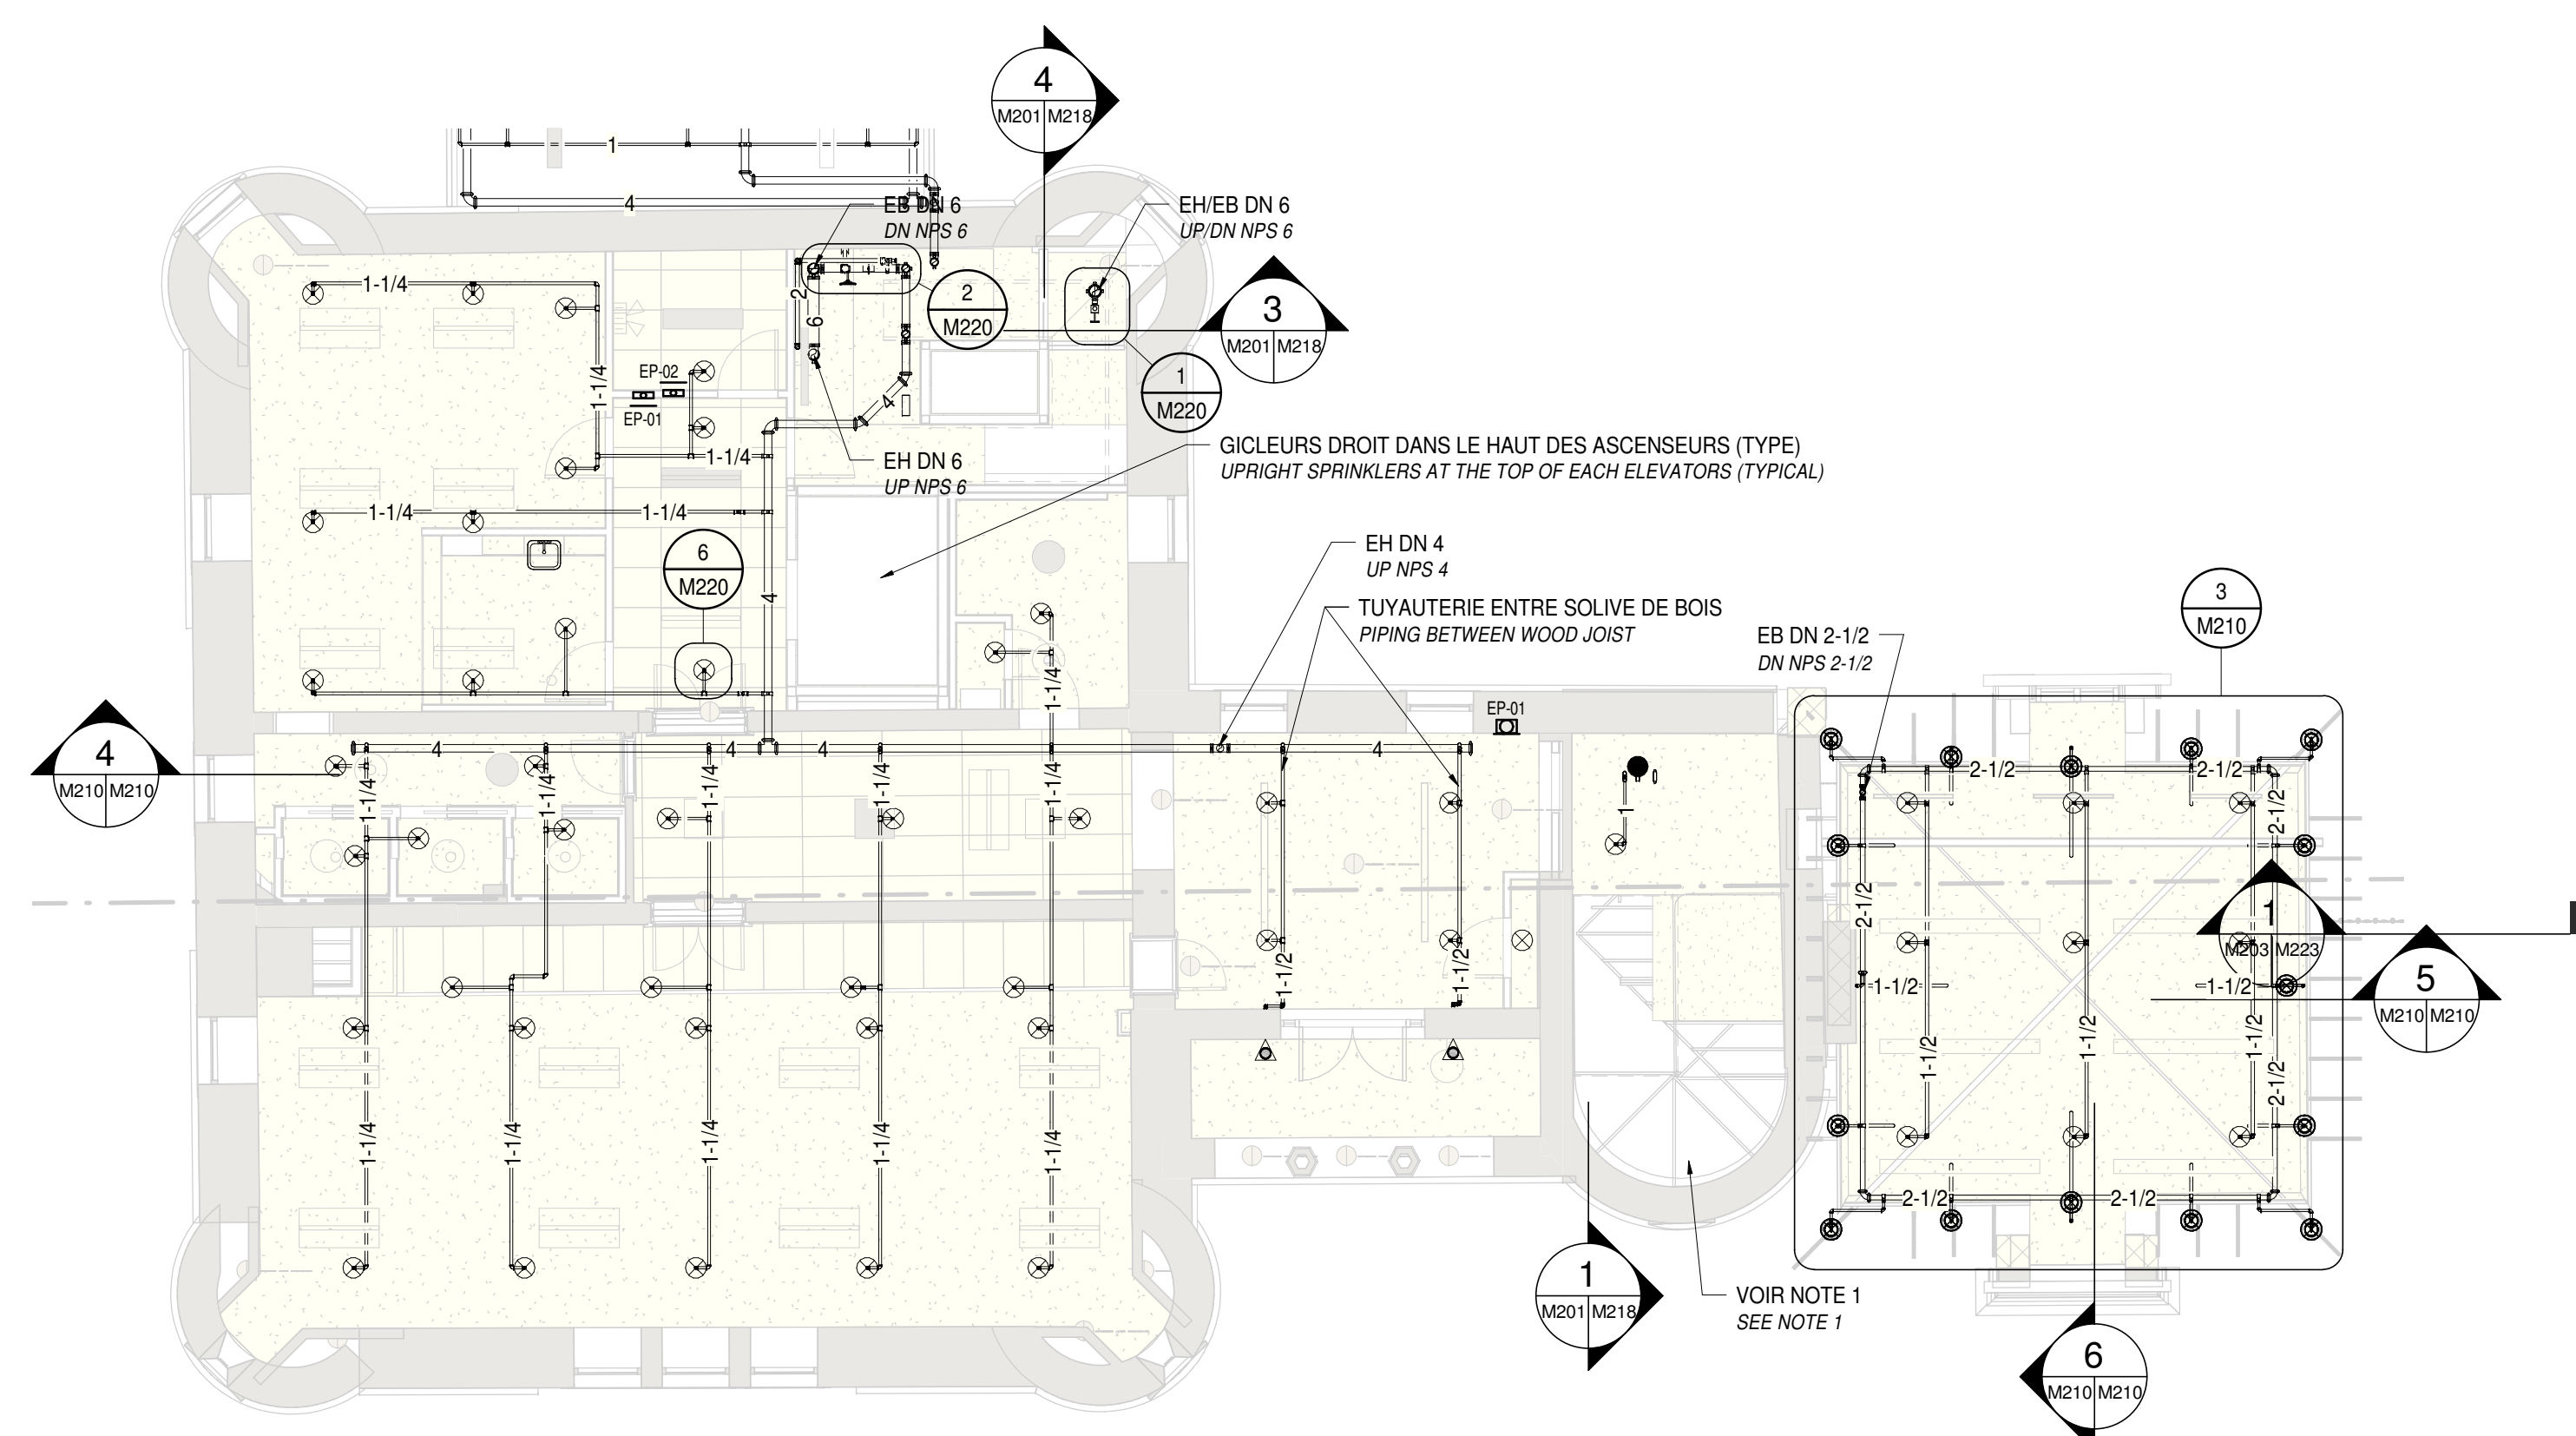 4
M201 M218
1
4
EB DN 6
DN NPS 6
EH/EB DN 6
UP/DN NPS 6
1-1/4
2
6
2
M220
3
M201 M218
EP-02
EP-01
1-1/4
4
1
M220
1-1/4
EH DN 6
UP NPS 6
GICLEURS DROIT DANS LE HAUT DES ASCENSEURS (TYPE)
UPRIGHT SPRINKLERS AT THE TOP OF EACH ELEVATORS (TYPICAL)
1-1/4
1-1/4
6
M220
4
EH DN 4
UP NPS 4
TUYAUTERIE ENTRE SOLIVE DE BOIS
PIPING BETWEEN WOOD JOIST
EB DN 2-1/2
DN NPS 2-1/2
3
M210
1-1/4
EP-01
4
M210 M210
4
4
4
4
1-1/4
1-1/4
1-1/4
1-1/4
1-1/4
1
2-1/2
2-1/2
2-1/2
2-1/2
1
M203 M223
1-1/2
1-1/2
1-1/2
1-1/2
5
M210 M210
1-1/2
1-1/2
1-1/2
2-1/2
1-1/4
1-1/4
1-1/4
1-1/4
1-1/4
2-1/2
2-1/2
1
M201 M218
VOIR NOTE 1
SEE NOTE 1
6
M210 M210